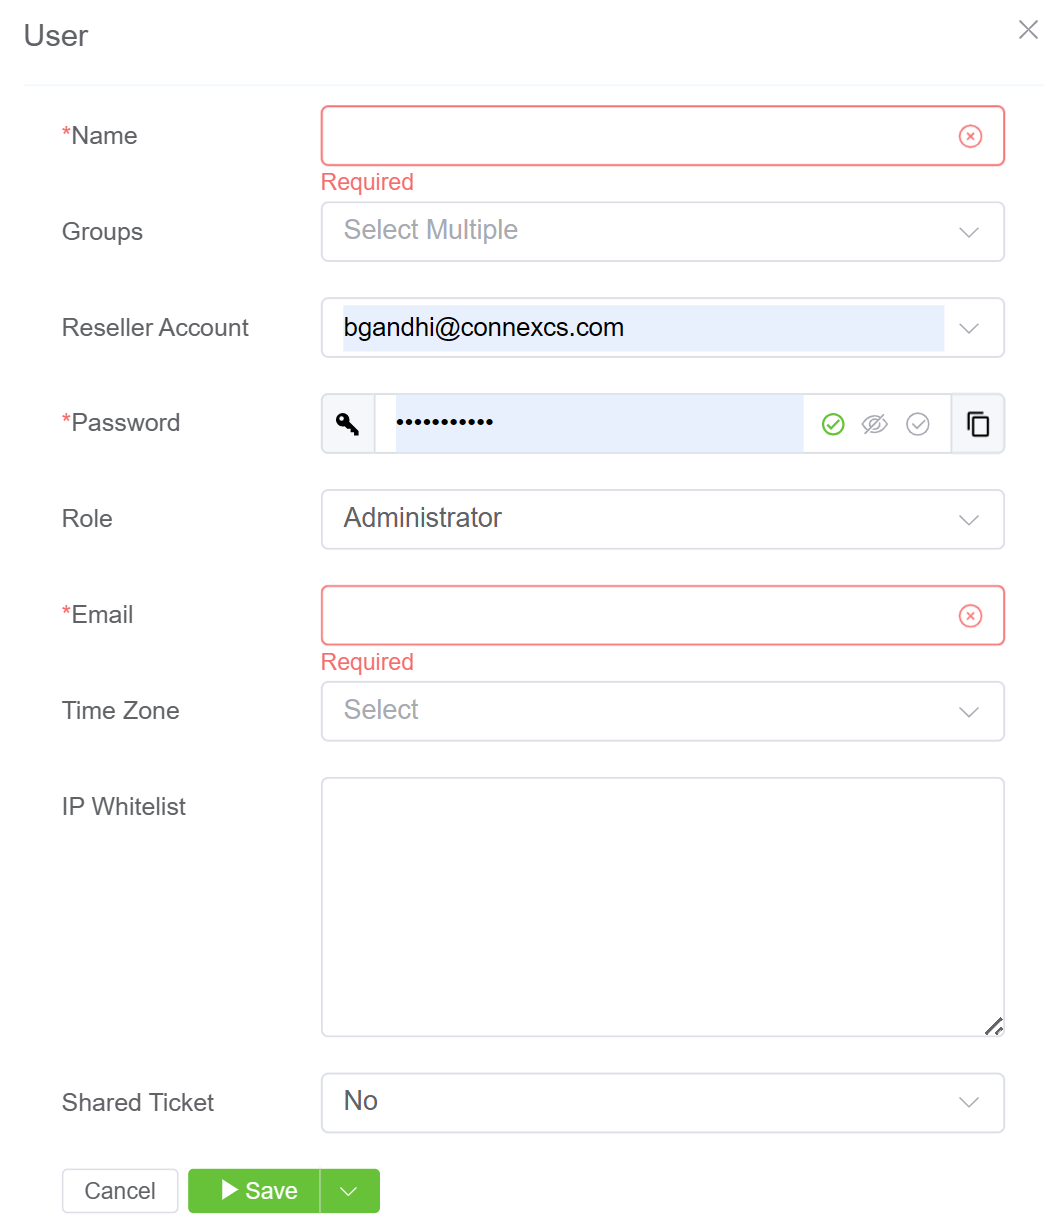 User
*Name
Required
Groups Select Multiple
Reseller Account bgandhi@connexcs.com
*Password •••••••••••
Role Administrator
*Email
Required
Time Zone Select
IP Whitelist
Shared Ticket No
Cancel Save